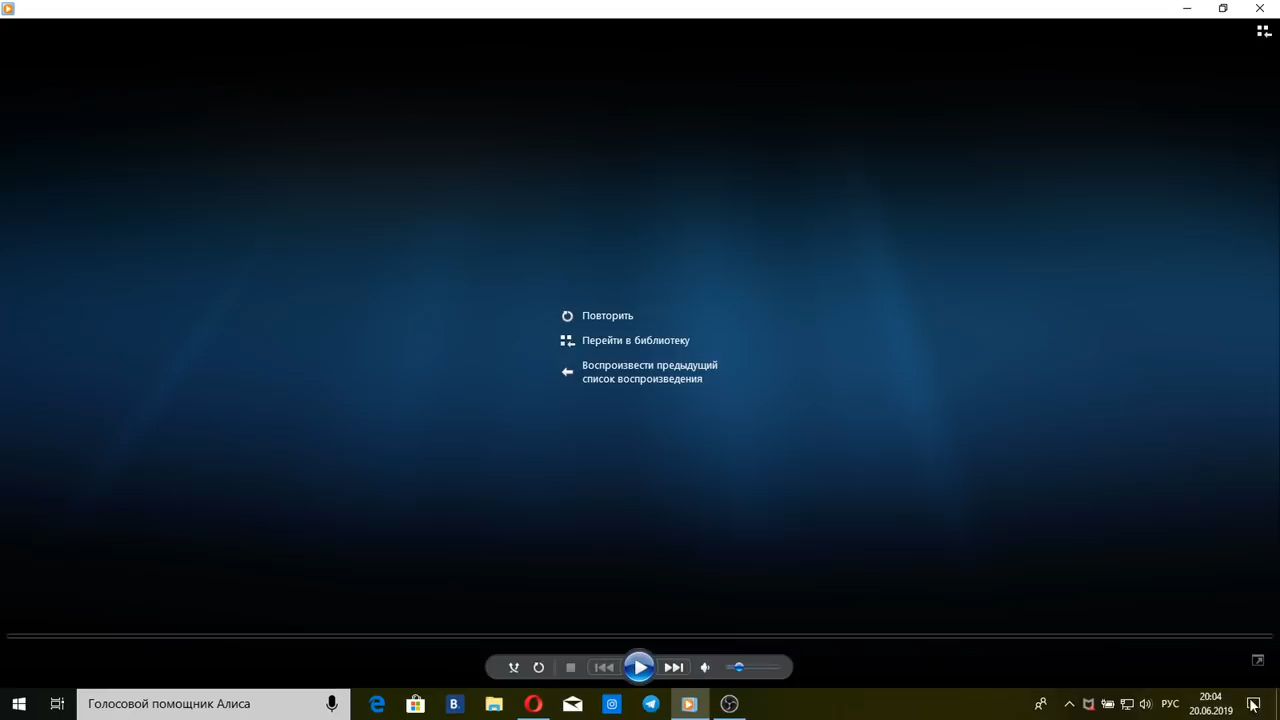 Повторить
Перейти в библиотеку
Воспроизвести предыдущий
список воспроизведения
Голосовой помощник Алиса
B.
РУС
20:04
20.06.2019